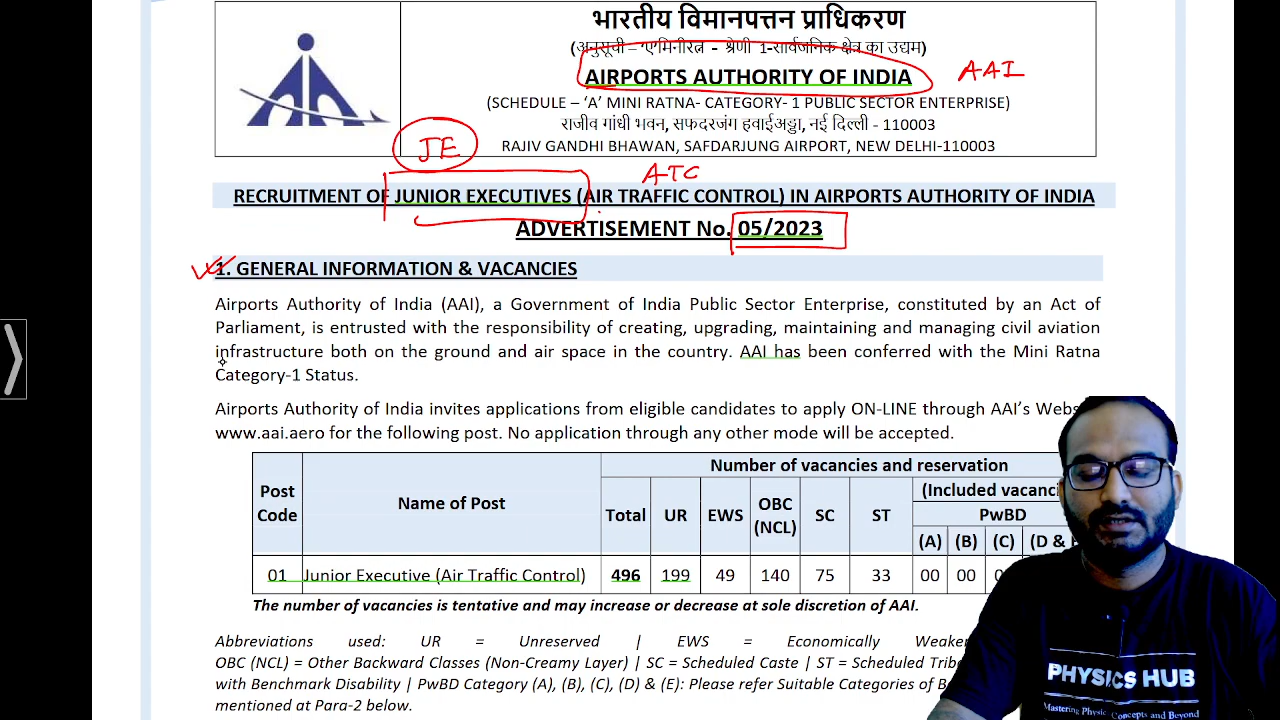 भारतीय विमानपत्तन प्राधिकरण
(अनुसूची – 'ए'मिनीरत्न - श्रेणी 1-सार्वजनिक क्षेत्र का उद्यम)
AIRPORTS AUTHORITY OF INDIA
AAI
(SCHEDULE – ‘A’ MINI RATNA- CATEGORY- 1 PUBLIC SECTOR ENTERPRISE)
राजीव गांधी भवन, सफदरजंग हवाईअड्डा, नई दिल्ली - 110003
RAJIV GANDHI BHAWAN, SAFDARJUNG AIRPORT, NEW DELHI-110003
JE
ATC
RECRUITMENT OF JUNIOR EXECUTIVES (AIR TRAFFIC CONTROL) IN AIRPORTS AUTHORITY OF INDIA
ADVERTISEMENT No. 05/2023
1. GENERAL INFORMATION & VACANCIES
Airports Authority of India (AAI), a Government of India Public Sector Enterprise, constituted by an Act of
Parliament, is entrusted with the responsibility of creating, upgrading, maintaining and managing civil aviation
infrastructure both on the ground and air space in the country. AAI has been conferred with the Mini Ratna
Category-1 Status.
Airports Authority of India invites applications from eligible candidates to apply ON-LINE through AAI’s
www.aai.aero for the following post. No application through any other mode will be accepted.
Post Code
Name of Post
Number of vacancies and reservation
Total UR EWS OBC (NCL) SC ST
(Included
PwBD
(A) (B) (C) (D &
01 Junior Executive (Air Traffic Control) 496 199 49 140 75 33 00 00
The number of vacancies is tentative and may increase or decrease at sole discretion of AAI.
Abbreviations used: UR = Unreserved | EWS = Economically
OBC (NCL) = Other Backward Classes (Non-Creamy Layer) | SC = Scheduled Caste | ST = Scheduled
with Benchmark Disability | PwBD Category (A), (B), (C), (D) & (E): Please refer Suitable Categories of
mentioned at Para-2 below.
PHYSICS HUB
Mastering Physics Concepts and Beyond